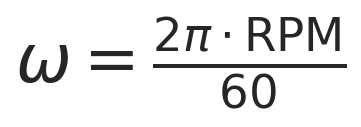 ω = 2π · RPM / 60